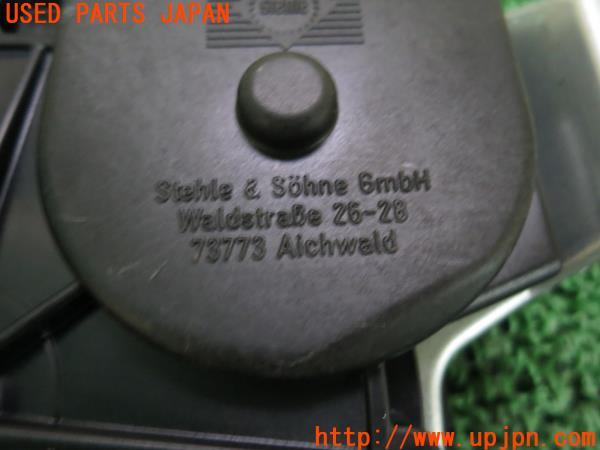 USED PARTS JAPAN
Stehle & Söhne GmbH
Waldstraße 26-28
73773 Aichwald
http://www.upjpn.com